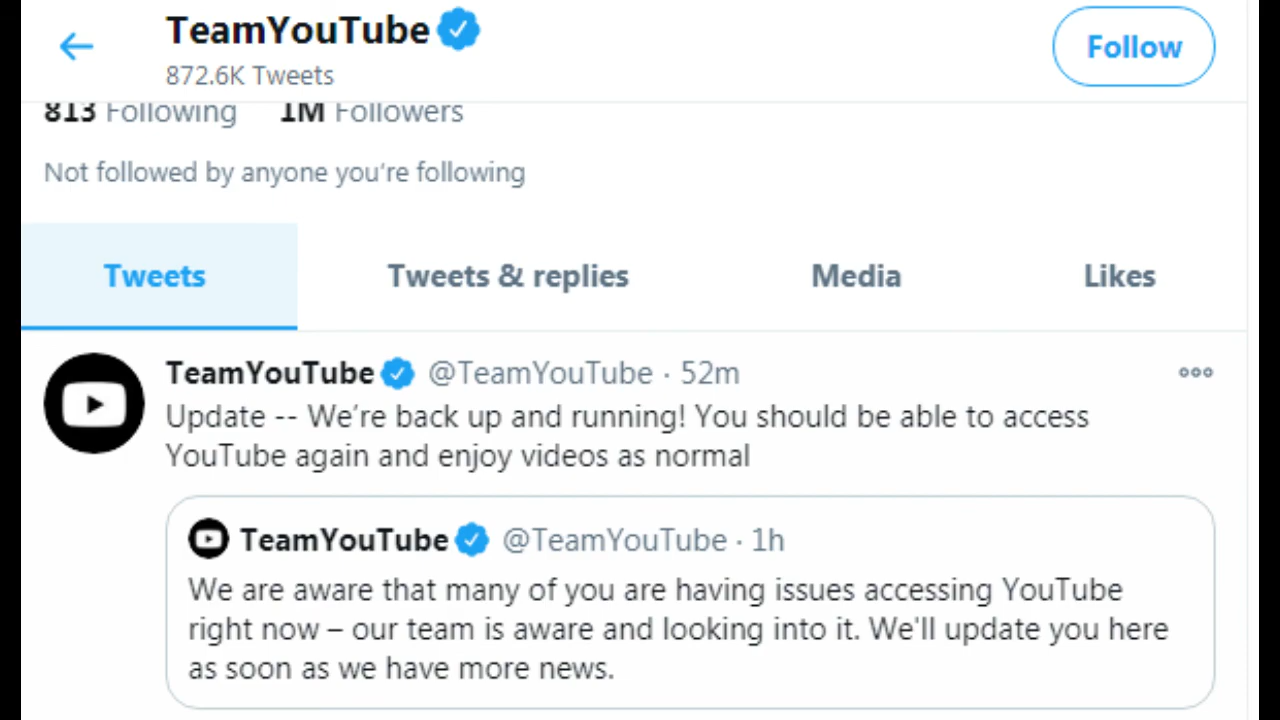 TeamYouTube
872.6K Tweets
Follow
813 Following 1M Followers
Not followed by anyone you're following
Tweets Tweets & replies Media Likes
TeamYouTube @TeamYouTube · 52m
Update -- We're back up and running! You should be able to access
YouTube again and enjoy videos as normal
TeamYouTube @TeamYouTube · 1h
We are aware that many of you are having issues accessing YouTube
right now – our team is aware and looking into it. We'll update you here
as soon as we have more news.